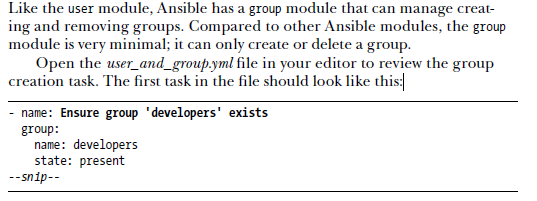 Like the user module, Ansible has a group module that can manage creat-
ing and removing groups. Compared to other Ansible modules, the group
module is very minimal; it can only create or delete a group.
Open the user_and_group.yml file in your editor to review the group
creation task. The first task in the file should look like this:
- name: Ensure group 'developers' exists
group:
name: developers
state: present
--snip--